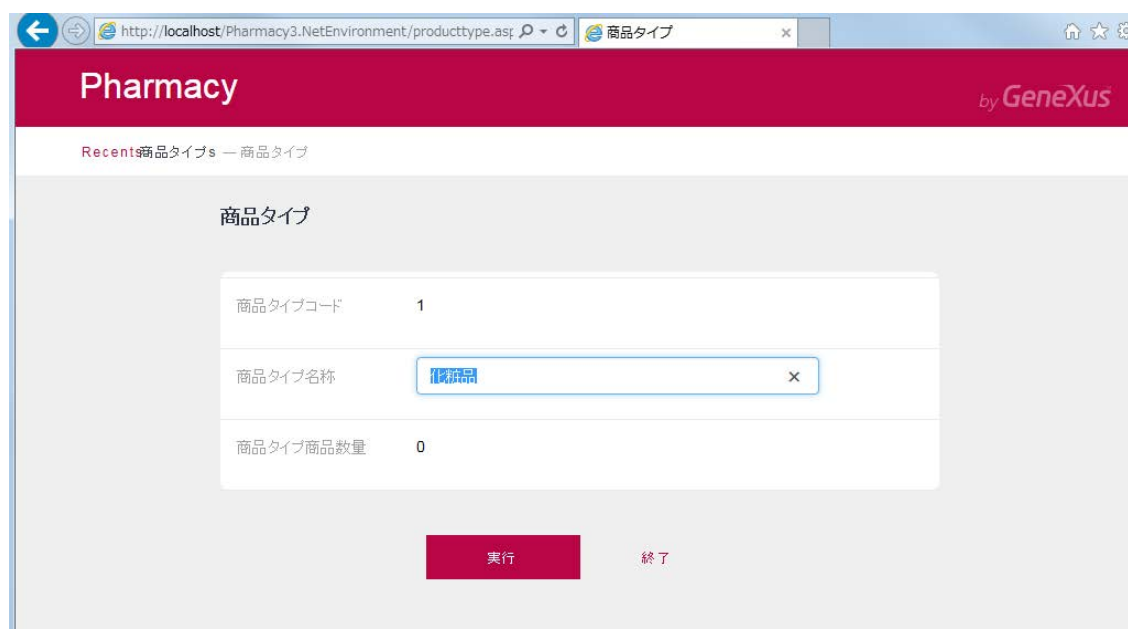 http://localhost/Pharmacy3.NetEnvironment/producttype.asp
商品タイプ
Pharmacy
by GeneXus
Recents商品タイプs — 商品タイプ
商品タイプ
商品タイプコード 1
商品タイプ名称 化粧品
商品タイプ商品数量 0
実行 終了